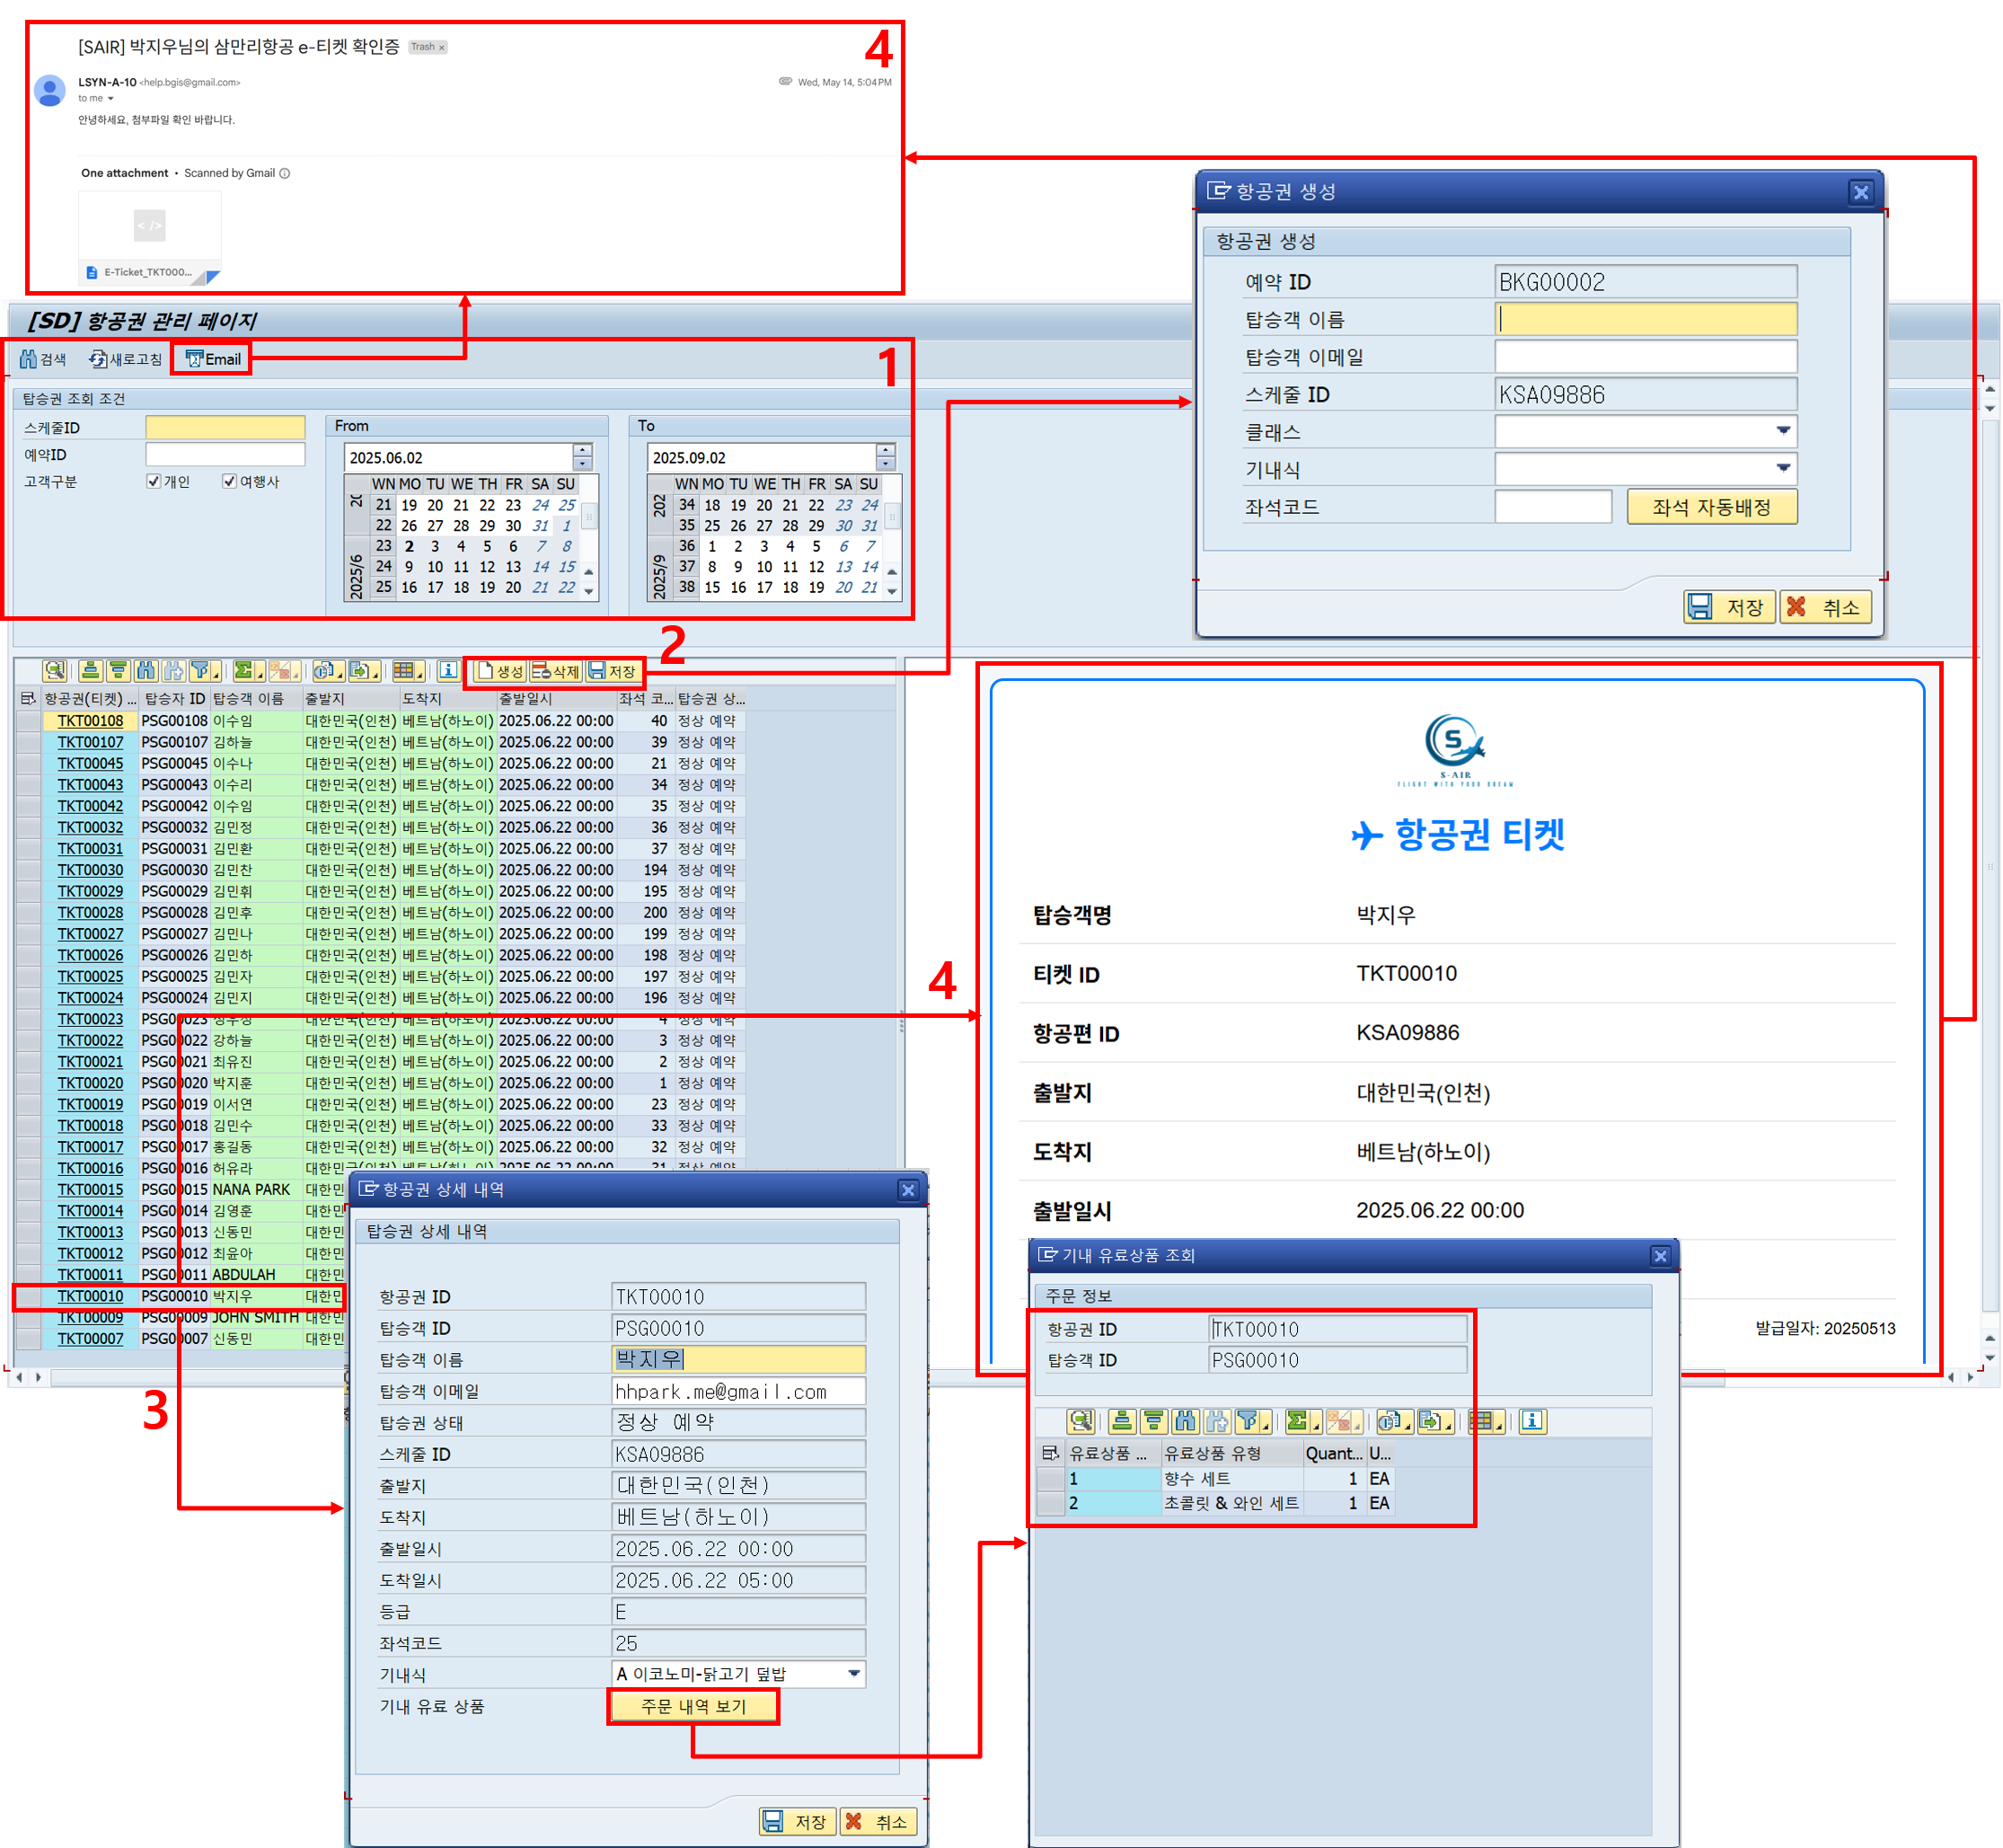 [SAIR] 박지우님의 삼만리항공 e-티켓 확인증 Trash x
4
LSYN-A-10 <help.bgis@gmail.com>
Wed, May 14, 5:04 PM
to me
안녕하세요, 첨부파일 확인 바랍니다.
One attachment • Scanned by Gmail
</>
E-Ticket_TKT000...
[SD] 항공권 관리 페이지
검색 새로고침 Email
1
탑승권 조회 조건
스케줄ID
예약ID
고객구분 개인 여행사
From
2025.06.02
WN MO TU WE TH FR SA SU
21 19 20 21 22 23 24 25
22 26 27 28 29 30 31 1
23 2 3 4 5 6 7 8
24 9 10 11 12 13 14 15
25 16 17 18 19 20 21 22
2025/6
To
2025.09.02
WN MO TU WE TH FR SA SU
34 18 19 20 21 22 23 24
35 25 26 27 28 29 30 31
36 1 2 3 4 5 6 7
37 8 9 10 11 12 13 14
38 15 16 17 18 19 20 21
202
2025/9
항공권 생성
항공권 생성
예약 ID BKG00002
탑승객 이름
탑승객 이메일
스케줄 ID KSA09886
클래스
기내식
좌석코드 좌석 자동배정
저장 취소
2
생성 삭제 저장
항공권(티켓) ... 탑승자 ID 탑승객 이름 출발지 도착지 출발일시 좌석 코... 탑승권 상...
TKT00108 PSG00108 이수임 대한민국(인천) 베트남(하노이) 2025.06.22 00:00 40 정상 예약
TKT00107 PSG00107 김하늘 대한민국(인천) 베트남(하노이) 2025.06.22 00:00 39 정상 예약
TKT00045 PSG00045 이수나 대한민국(인천) 베트남(하노이) 2025.06.22 00:00 21 정상 예약
TKT00043 PSG00043 이수리 대한민국(인천) 베트남(하노이) 2025.06.22 00:00 34 정상 예약
TKT00042 PSG00042 이수임 대한민국(인천) 베트남(하노이) 2025.06.22 00:00 35 정상 예약
TKT00032 PSG00032 김민정 대한민국(인천) 베트남(하노이) 2025.06.22 00:00 36 정상 예약
TKT00031 PSG00031 김민환 대한민국(인천) 베트남(하노이) 2025.06.22 00:00 37 정상 예약
TKT00030 PSG00030 김민찬 대한민국(인천) 베트남(하노이) 2025.06.22 00:00 194 정상 예약
TKT00029 PSG00029 김민휘 대한민국(인천) 베트남(하노이) 2025.06.22 00:00 195 정상 예약
TKT00028 PSG00028 김민후 대한민국(인천) 베트남(하노이) 2025.06.22 00:00 200 정상 예약
TKT00027 PSG00027 김민나 대한민국(인천) 베트남(하노이) 2025.06.22 00:00 199 정상 예약
TKT00026 PSG00026 김민하 대한민국(인천) 베트남(하노이) 2025.06.22 00:00 198 정상 예약
TKT00025 PSG00025 김민자 대한민국(인천) 베트남(하노이) 2025.06.22 00:00 197 정상 예약
TKT00024 PSG00024 김민지 대한민국(인천) 베트남(하노이) 2025.06.22 00:00 196 정상 예약
TKT00023 PSG00023 대한민국(인천) 베트남(하노이) 2025.06.22 00:00 4 정상 예약
TKT00022 PSG00022 강하늘 대한민국(인천) 베트남(하노이) 2025.06.22 00:00 3 정상 예약
TKT00021 PSG00021 최유진 대한민국(인천) 베트남(하노이) 2025.06.22 00:00 2 정상 예약
TKT00020 PSG00020 박지훈 대한민국(인천) 베트남(하노이) 2025.06.22 00:00 1 정상 예약
TKT00019 PSG00019 이서연 대한민국(인천) 베트남(하노이) 2025.06.22 00:00 23 정상 예약
TKT00018 PSG00018 김민수 대한민국(인천) 베트남(하노이) 2025.06.22 00:00 33 정상 예약
TKT00017 PSG00017 홍길동 대한민국(인천) 베트남(하노이) 2025.06.22 00:00 32 정상 예약
TKT00016 PSG00016 허유라 대한민국(인천) 베트남(하노이) 2025.06.22 00:00 31 정상 예약
TKT00015 PSG00015 NANA PARK 대한민
TKT00014 PSG00014 김영훈 대한민
TKT00013 PSG00013 신동민 대한민
TKT00012 PSG00012 최윤아 대한민
TKT00011 PSG00011 ABDULAH 대한민
TKT00010 PSG00010 박지우 대한민
TKT00009 PSG00009 JOHN SMITH 대한민
TKT00007 PSG00007 신동민 대한민
4
S
S-AIR
FLIGHT WITH YOUR DREAM
항공권 티켓
탑승객명 박지우
티켓 ID TKT00010
항공편 ID KSA09886
출발지 대한민국(인천)
도착지 베트남(하노이)
출발일시 2025.06.22 00:00
발급일자: 20250513
3
항공권 상세 내역
탑승권 상세 내역
항공권 ID TKT00010
탑승객 ID PSG00010
탑승객 이름 박지우
탑승객 이메일 hhpark.me@gmail.com
탑승권 상태 정상 예약
스케줄 ID KSA09886
출발지 대한민국(인천)
도착지 베트남(하노이)
출발일시 2025.06.22 00:00
도착일시 2025.06.22 05:00
등급 E
좌석코드 25
기내식 A 이코노미-닭고기 덮밥
기내 유료 상품 주문 내역 보기
저장 취소
기내 유료상품 조회
주문 정보
항공권 ID TKT00010
탑승객 ID PSG00010
유료상품 ... 유료상품 유형 Quant... U...
1 향수 세트 1 EA
2 초콜릿 & 와인 세트 1 EA